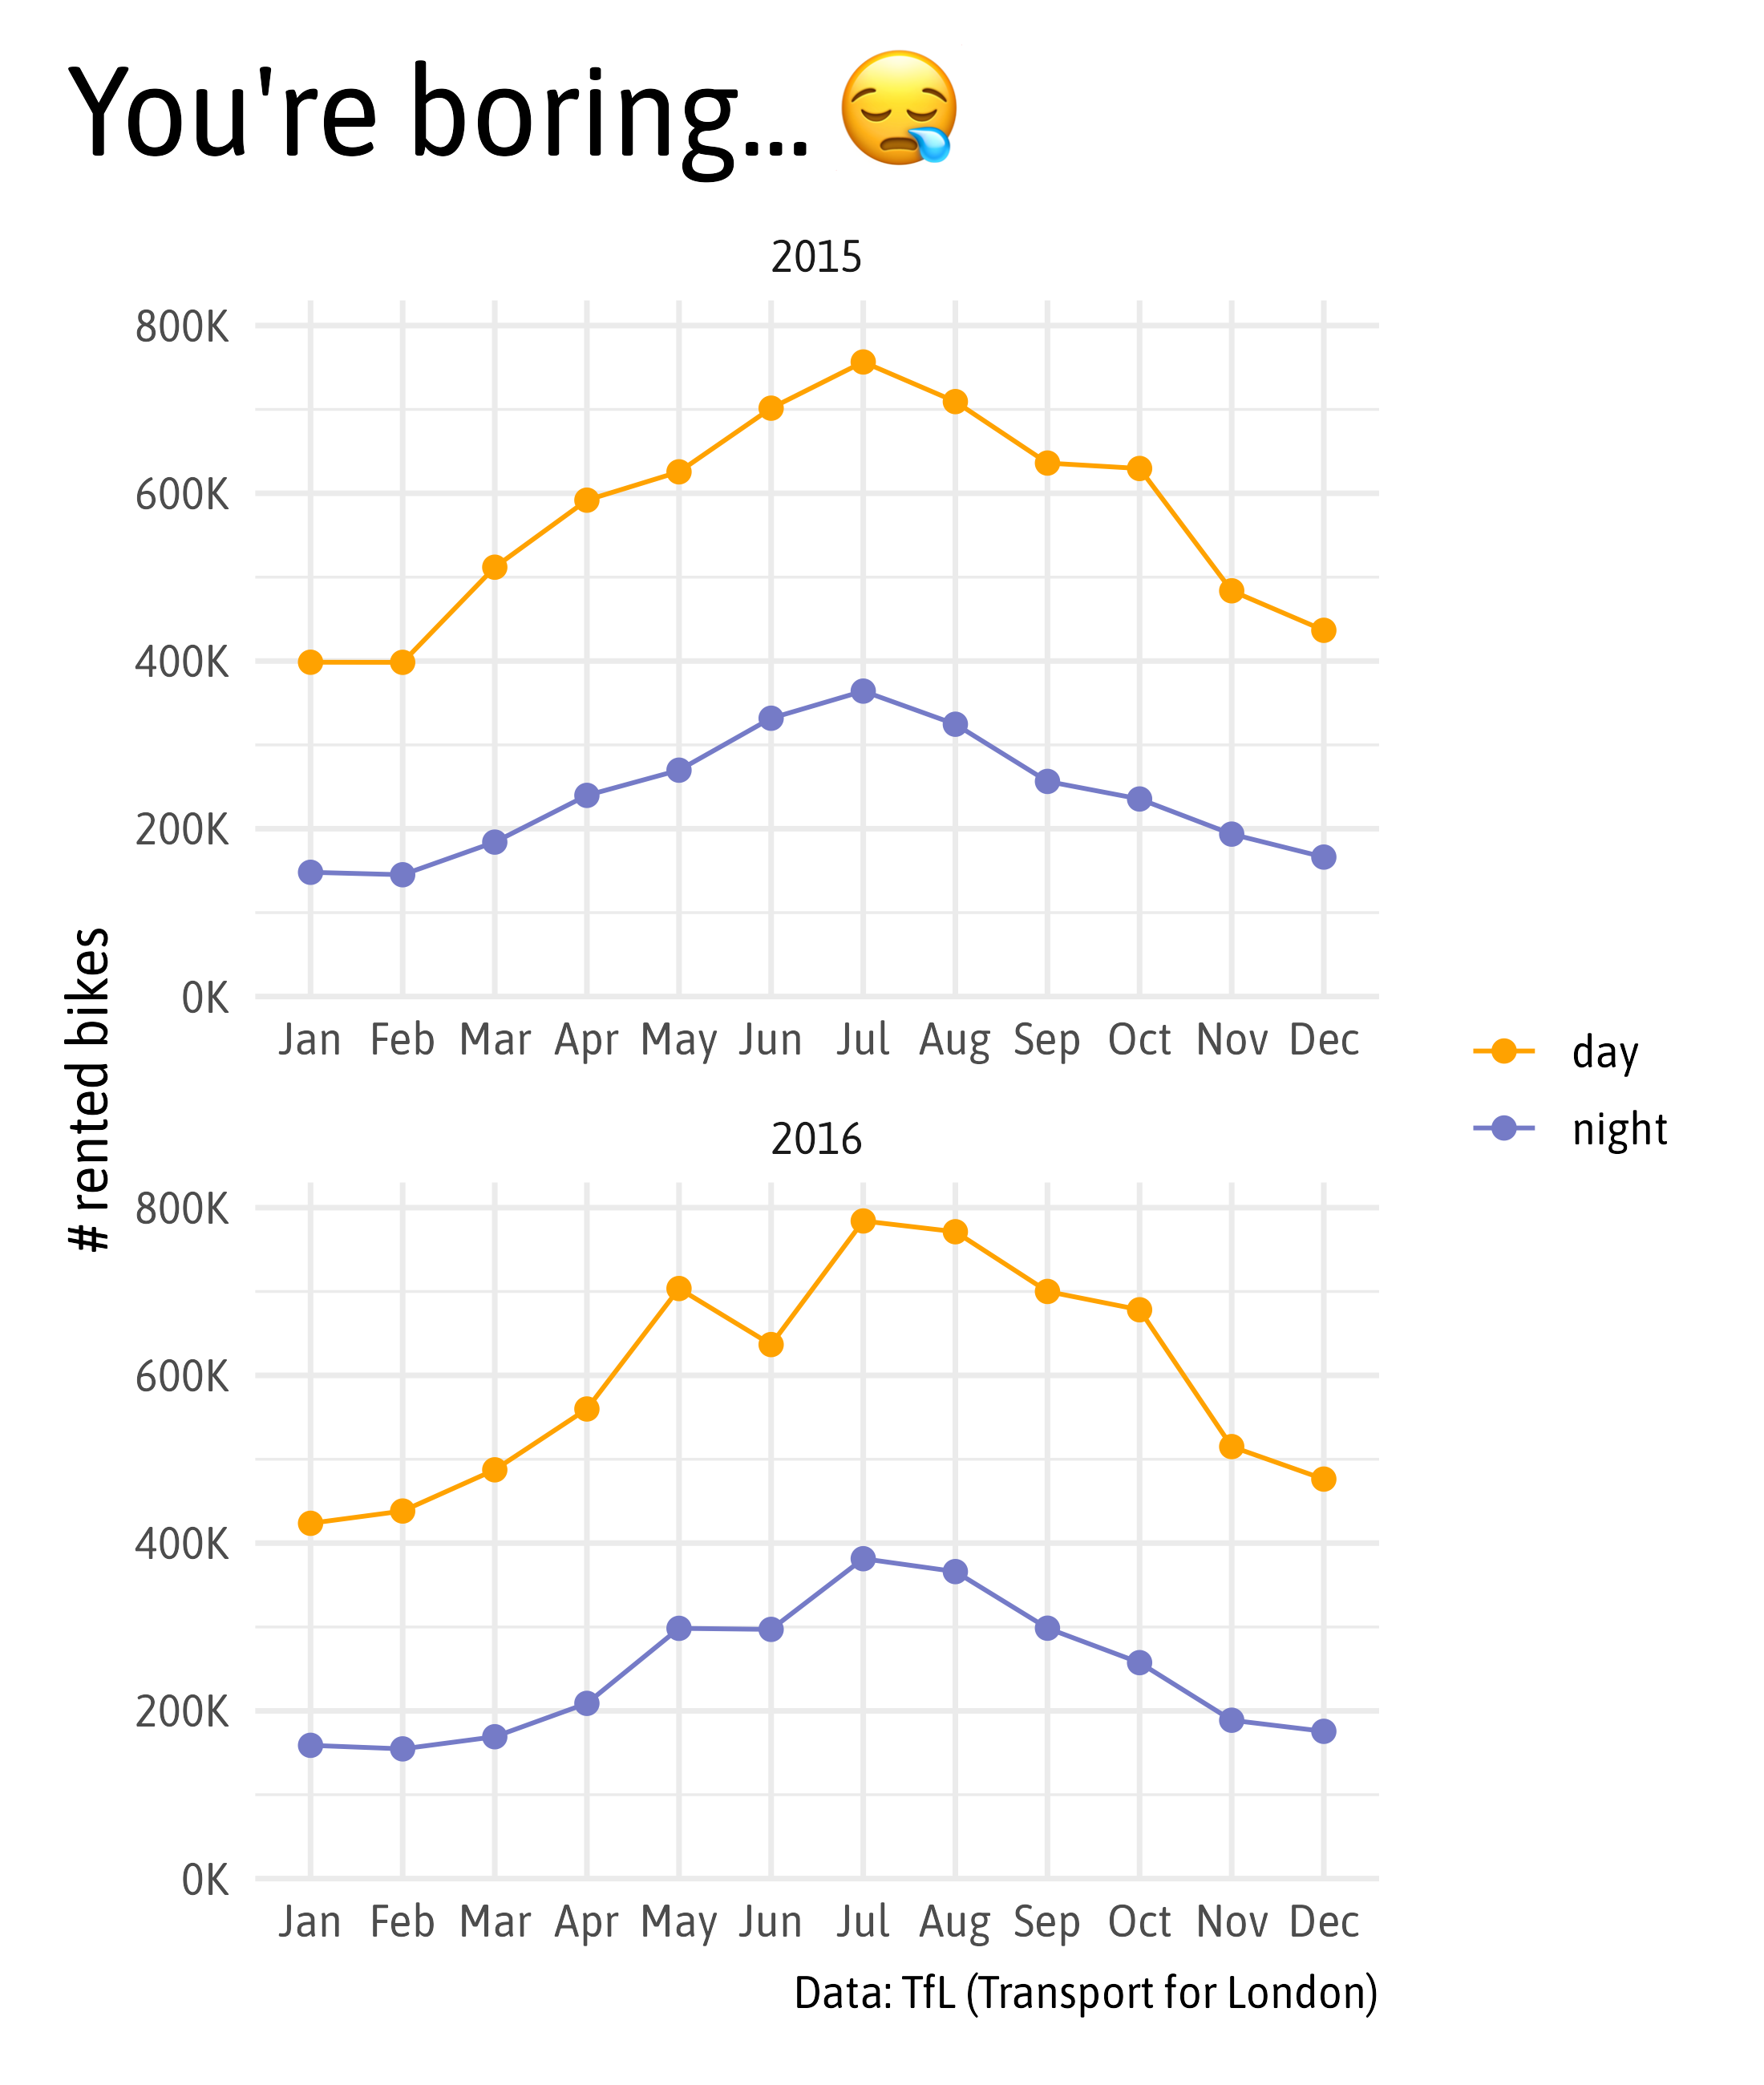 You're boring... 😪
2015
800K
600K
400K
200K
0K
Jan Feb Mar Apr May Jun Jul Aug Sep Oct Nov Dec
# rented bikes
day
night
2016
800K
600K
400K
200K
0K
Jan Feb Mar Apr May Jun Jul Aug Sep Oct Nov Dec
Data: TfL (Transport for London)